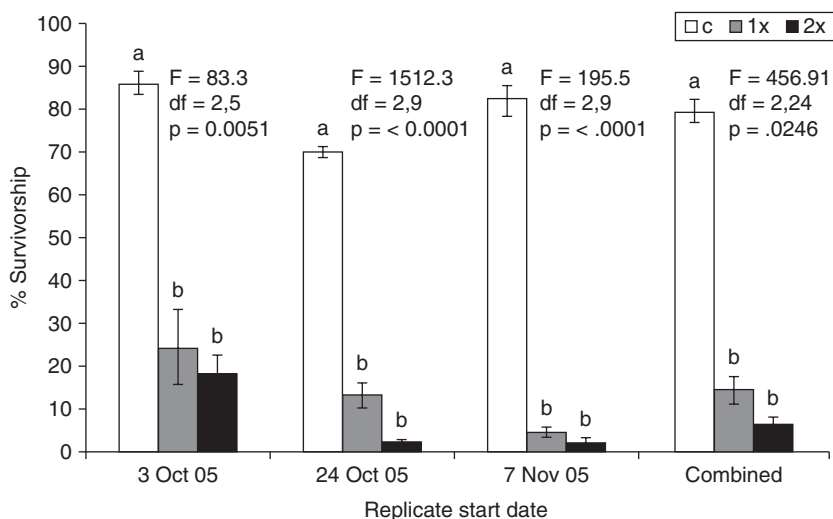 % Survivorship
100
90
80
70
60
50
40
30
20
10
0
c 1x 2x
a
F = 83.3
df = 2,5
p = 0.0051
b
b
a
F = 1512.3
df = 2,9
p = < 0.0001
b
b
a
F = 195.5
df = 2,9
p = < .0001
b
b
a
F = 456.91
df = 2,24
p = .0246
b
b
3 Oct 05
24 Oct 05
7 Nov 05
Combined
Replicate start date